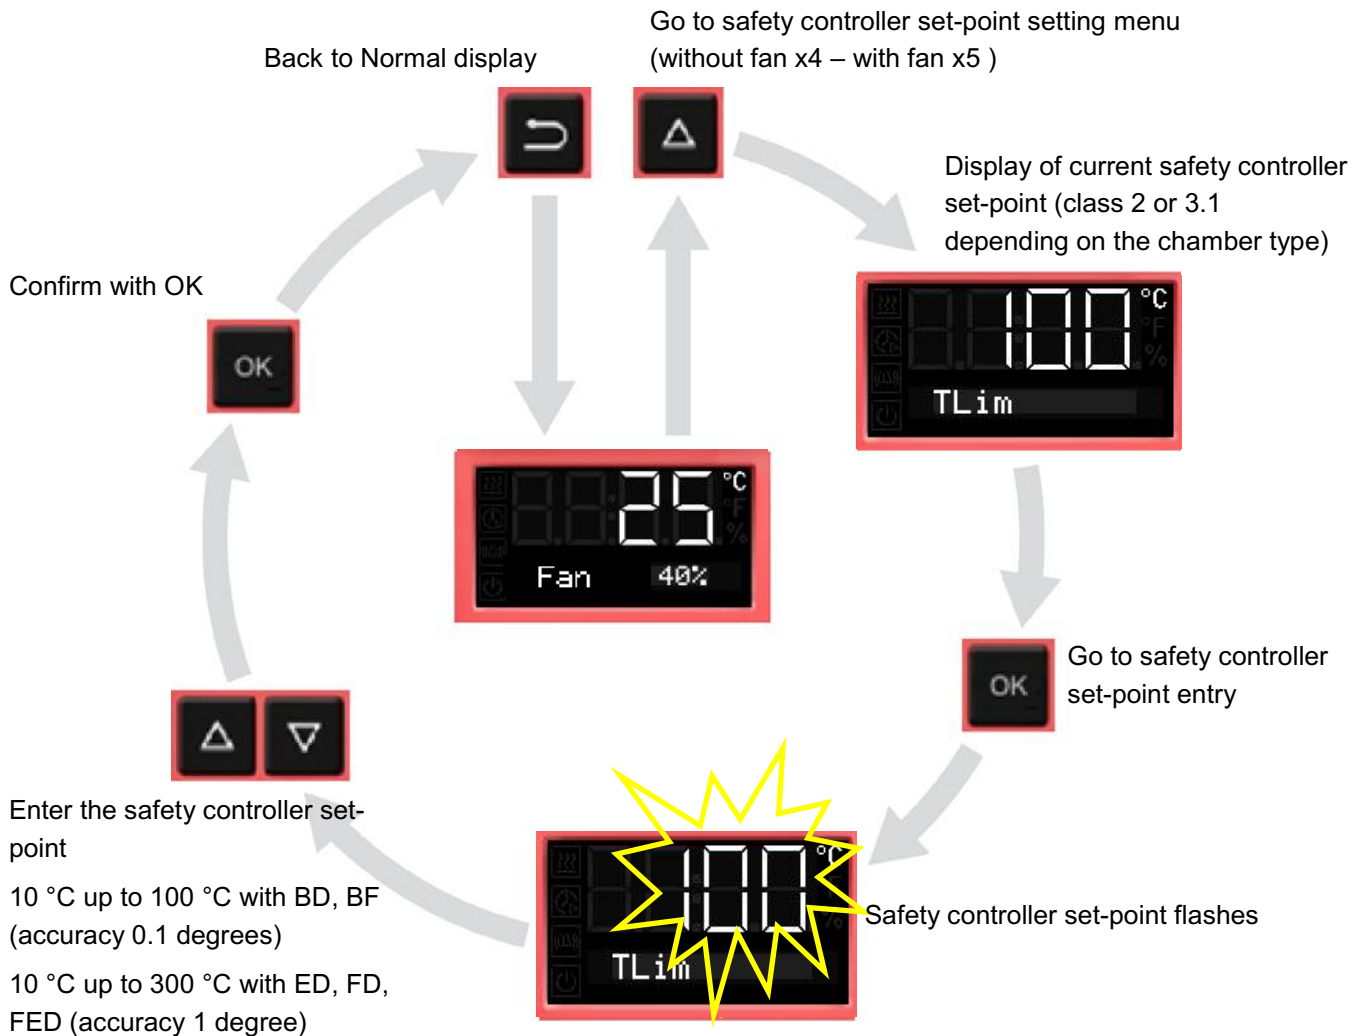 Go to safety controller set-point setting menu
(without fan x4 – with fan x5 )
Back to Normal display
Display of current safety controller
set-point (class 2 or 3.1
depending on the chamber type)
100 °C
°F
%
TLim
Confirm with OK
OK
25 °C
°F
%
Fan 40%
Go to safety controller
set-point entry
OK
Enter the safety controller set-
point
10 °C up to 100 °C with BD, BF
(accuracy 0.1 degrees)
10 °C up to 300 °C with ED, FD,
FED (accuracy 1 degree)
100 °C
%
TLim
Safety controller set-point flashes